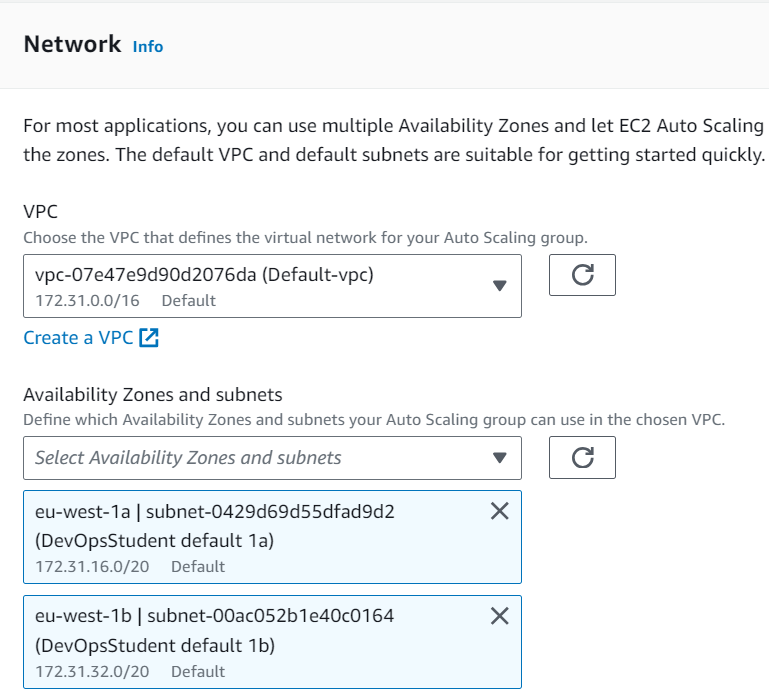 Network Info
For most applications, you can use multiple Availability Zones and let EC2 Auto Scaling
the zones. The default VPC and default subnets are suitable for getting started quickly.
VPC
Choose the VPC that defines the virtual network for your Auto Scaling group.
vpc-07e47e9d90d2076da (Default-vpc)
172.31.0.0/16 Default
Create a VPC
Availability Zones and subnets
Define which Availability Zones and subnets your Auto Scaling group can use in the chosen VPC.
Select Availability Zones and subnets
eu-west-1a | subnet-0429d69d55dfad9d2
(DevOpsStudent default 1a)
172.31.16.0/20 Default
eu-west-1b | subnet-00ac052b1e40c0164
(DevOpsStudent default 1b)
172.31.32.0/20 Default